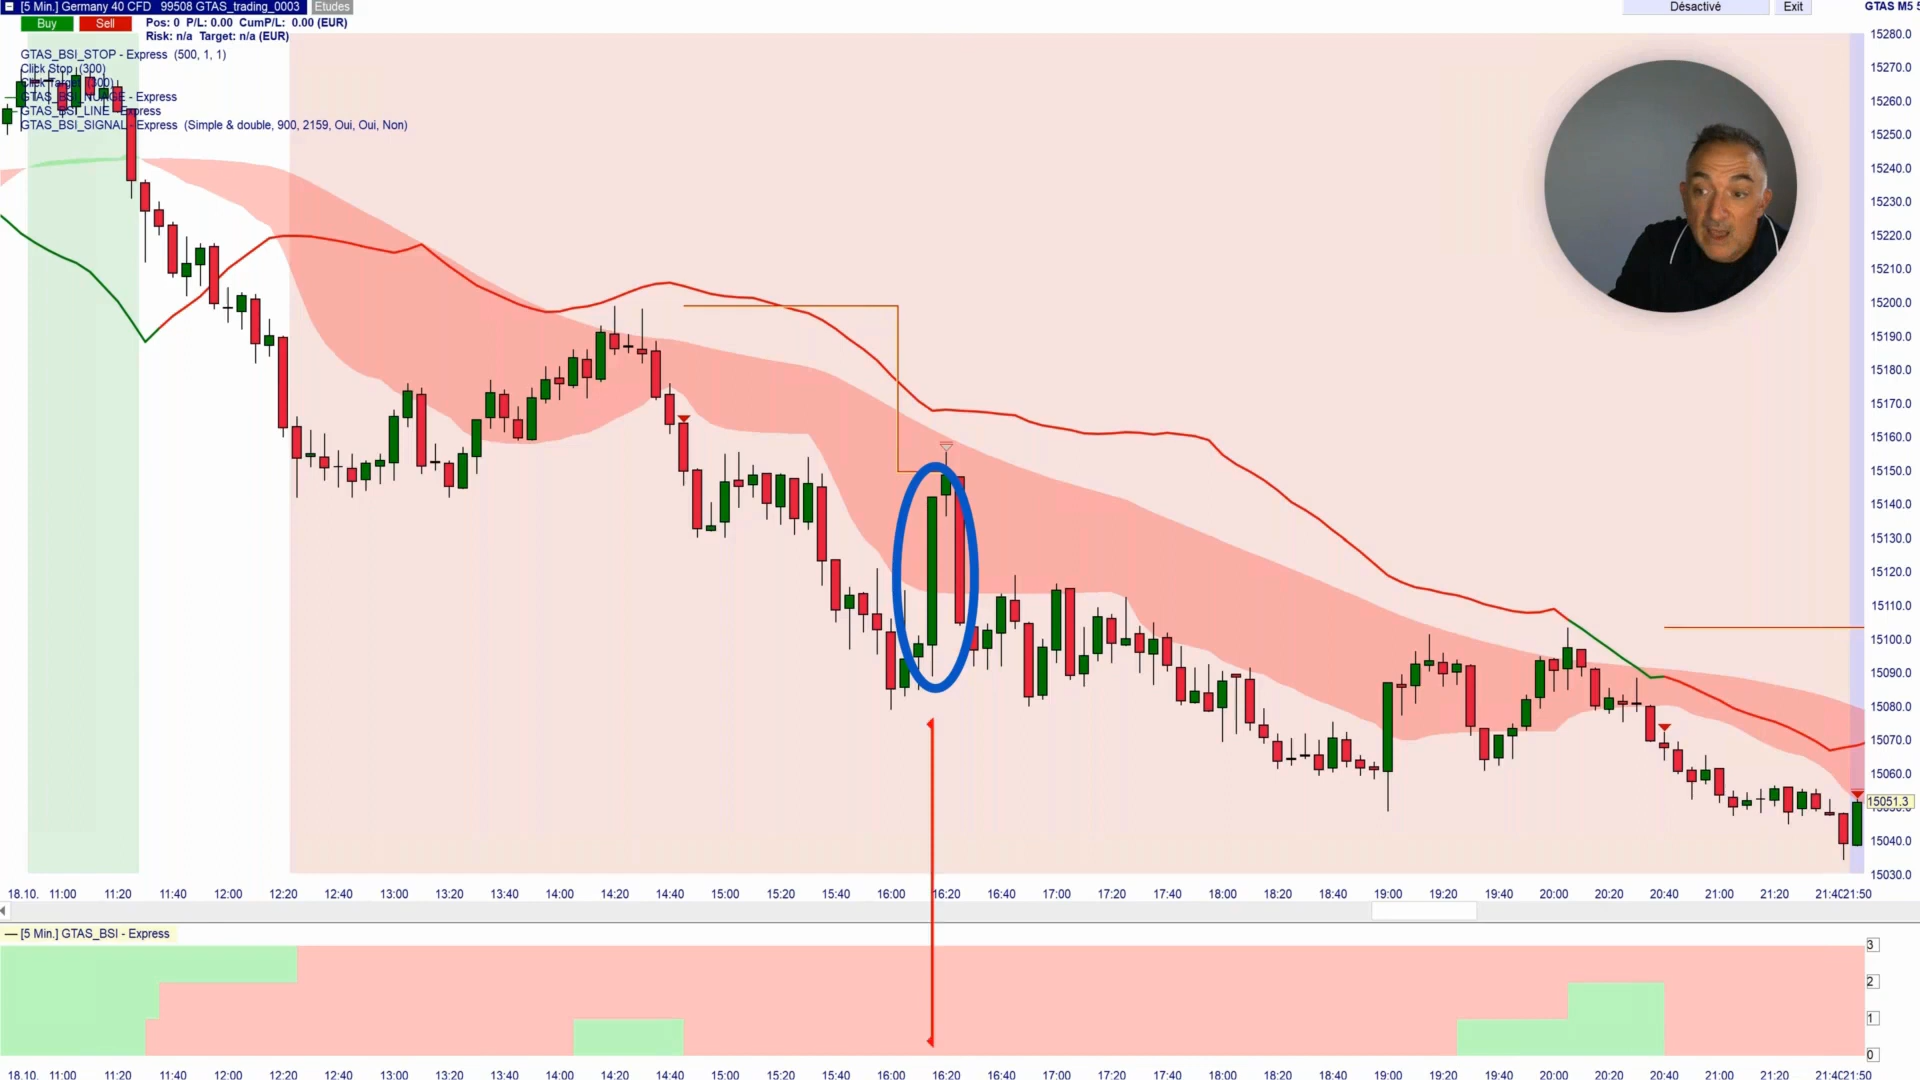 [5 Min.] Germany 40 CFD 99508 GTAS_trading_0003 Etudes Désactivé Exit GTAS M5 5
Buy Sell Pos: 0 P/L: 0.00 CumP/L: 0.00 (EUR)
Risk: n/a Target: n/a (EUR)
GTAS_BSI_STOP - Express (500, 1, 1)
Click Stop (300)
Click Target (300)
GTAS_BSI_NUAGE - Express
GTAS_BSI_LINE - Express
GTAS_BSI_SIGNAL - Express (Simple & double, 900, 2159, Oui, Oui, Non)
15280.0
15270.0
15260.0
15250.0
15240.0
15230.0
15220.0
15210.0
15200.0
15190.0
15180.0
15170.0
15160.0
15150.0
15140.0
15130.0
15120.0
15110.0
15100.0
15090.0
15080.0
15070.0
15060.0
15051.3
15040.0
15030.0
18.10. 11:00 11:20 11:40 12:00 12:20 12:40 13:00 13:20 13:40 14:00 14:20 14:40 15:00 15:20 15:40 16:00 16:20 16:40 17:00 17:20 17:40 18:00 18:20 18:40 19:00 19:20 19:40 20:00 20:20 20:40 21:00 21:20 21:4C21:50
[5 Min.] GTAS_BSI - Express
3
2
1
0
18.10. 11:00 11:20 11:40 12:00 12:20 12:40 13:00 13:20 13:40 14:00 14:20 14:40 15:00 15:20 15:40 16:00 16:20 16:40 17:00 17:20 17:40 18:00 18:20 18:40 19:00 19:20 19:40 20:00 20:20 20:40 21:00 21:20 21:4C21:50